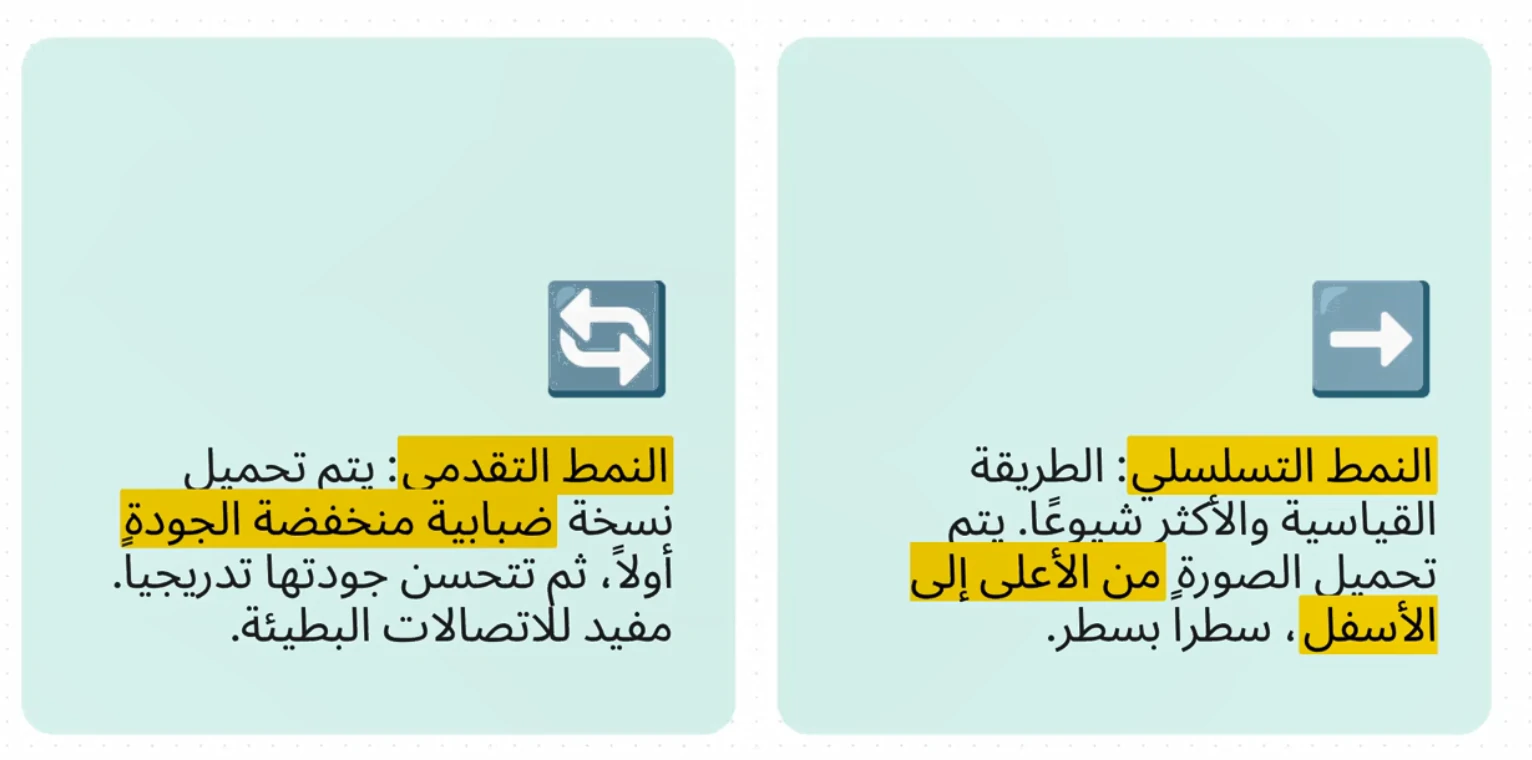 النمط التسلسلي: الطريقة
القياسية والأكثر شيوعًا. يتم
تحميل الصورة من الأعلى إلى
الأسفل، سطراً بسطر.
النمط التقدمي: يتم تحميل
نسخة ضبابية منخفضة الجودة
أولاً، ثم تتحسن جودتها تدريجياً.
مفيد للاتصالات البطيئة.